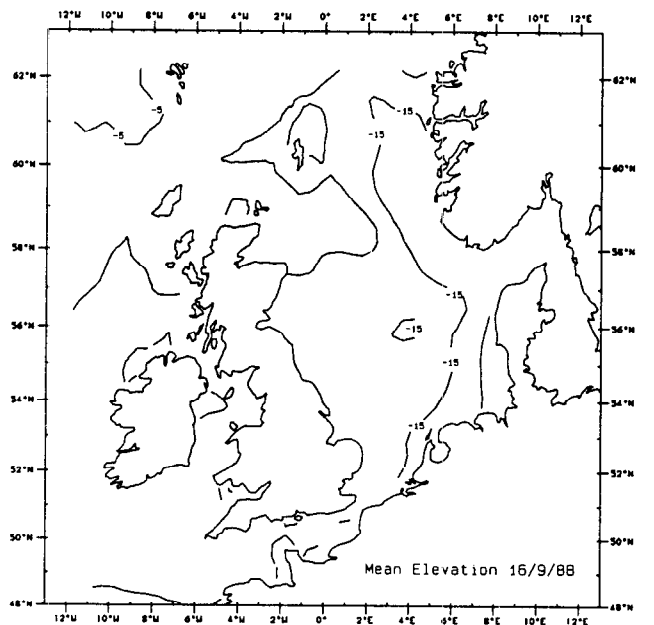 12°W 10°W 8°W 6°W 4°W 2°W 0°E 2°E 4°E 6°E 8°E 10°E 12°E
62°N 62°N
-5
-15
-5
-15
60°N 60°N
58°N 58°N
-15
56°N -15 56°N
-15
54°N 54°N
-15
52°N 52°N
50°N 50°N
Mean Elevation 16/9/88
48°N 48°N
12°W 10°W 8°W 6°W 4°W 2°W 0°E 2°E 4°E 6°E 8°E 10°E 12°E